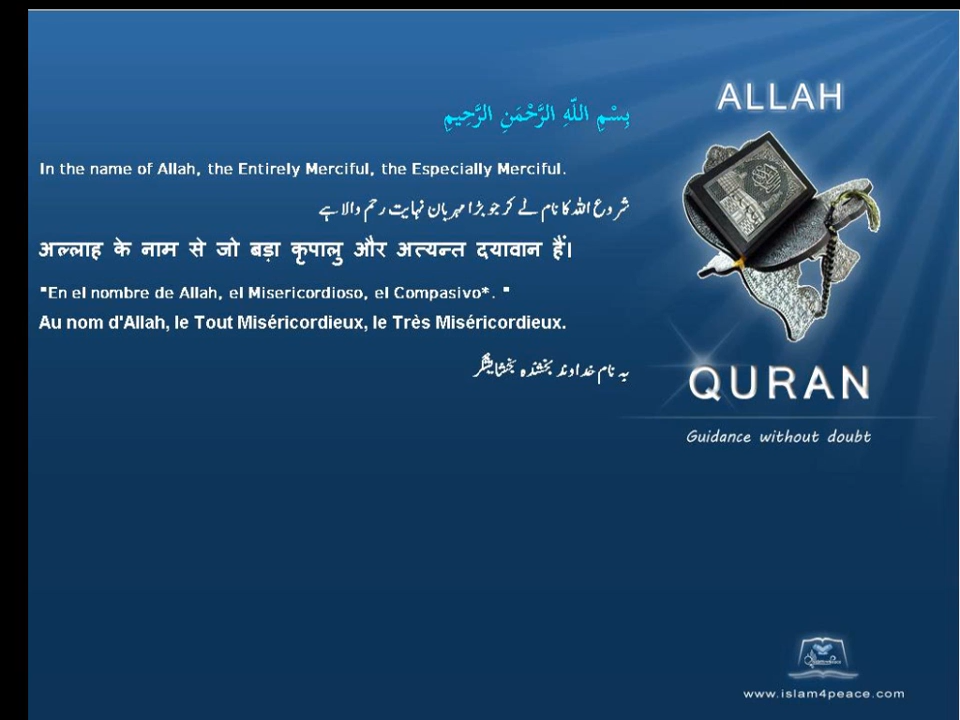 بِسْمِ اللّهِ الرَّحْمَنِ الرَّحِيمِ
In the name of Allah, the Entirely Merciful, the Especially Merciful.
شروع الله کا نام لے کر جو بڑا مہربان نہایت رحم والا ہے
अल्लाह के नाम से जो बड़ा कृपालु और अत्यन्त दयावान हैं।
"En el nombre de Allah, el Misericordioso, el Compasivo*. "
Au nom d'Allah, le Tout Miséricordieux, le Très Miséricordieux.
به نام خداوند بخشنده بخشایشگر
ALLAH
QURAN
Guidance without doubt
www.islam4peace.com